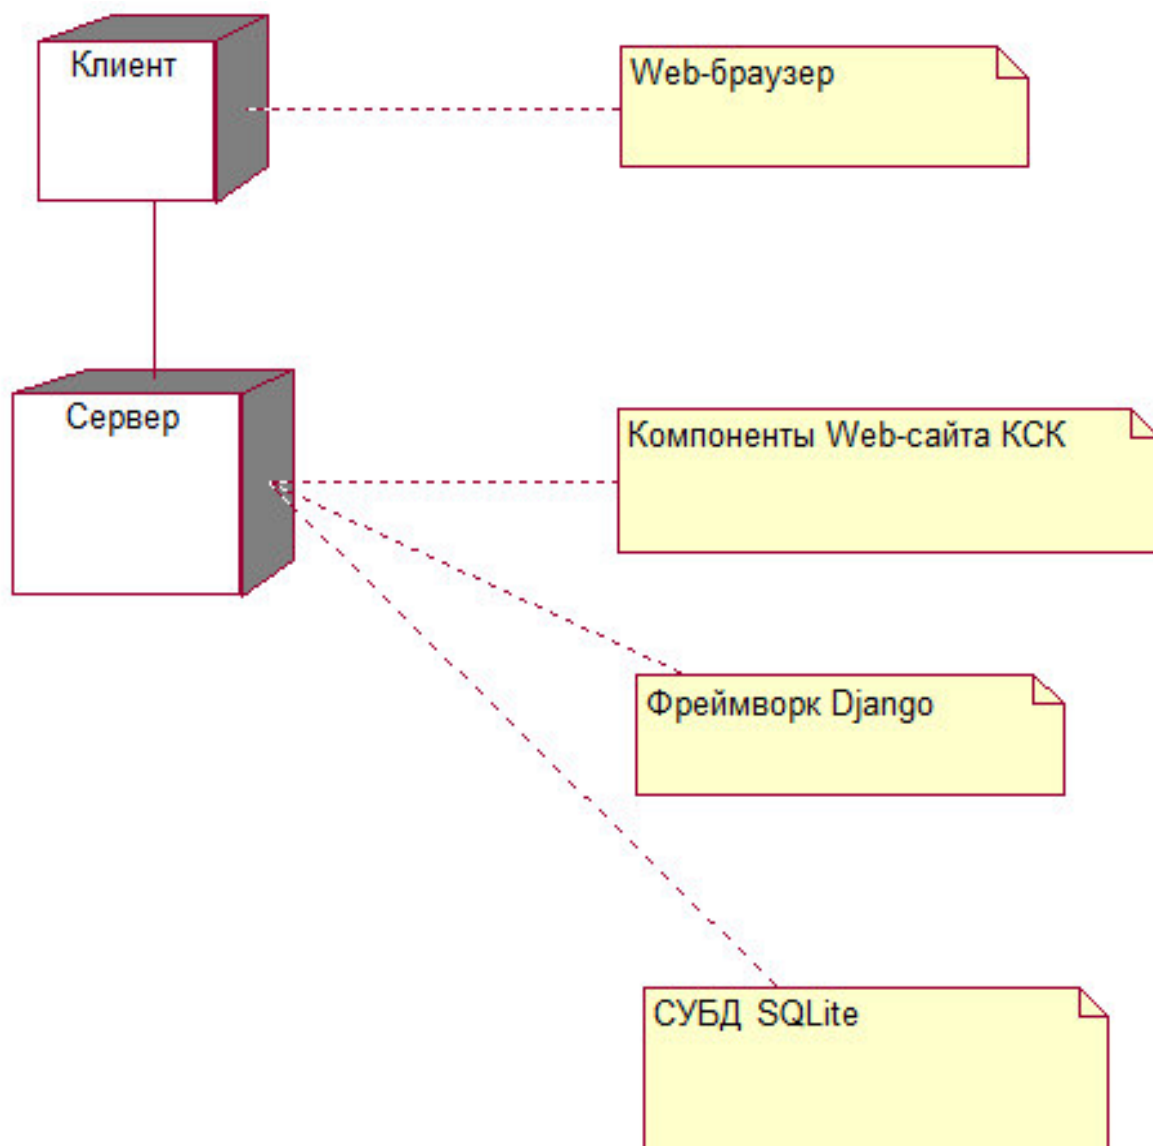 Клиент
Web-браузер
Сервер
Компоненты Web-сайта КСК
Фреймворк Django
СУБД SQLite